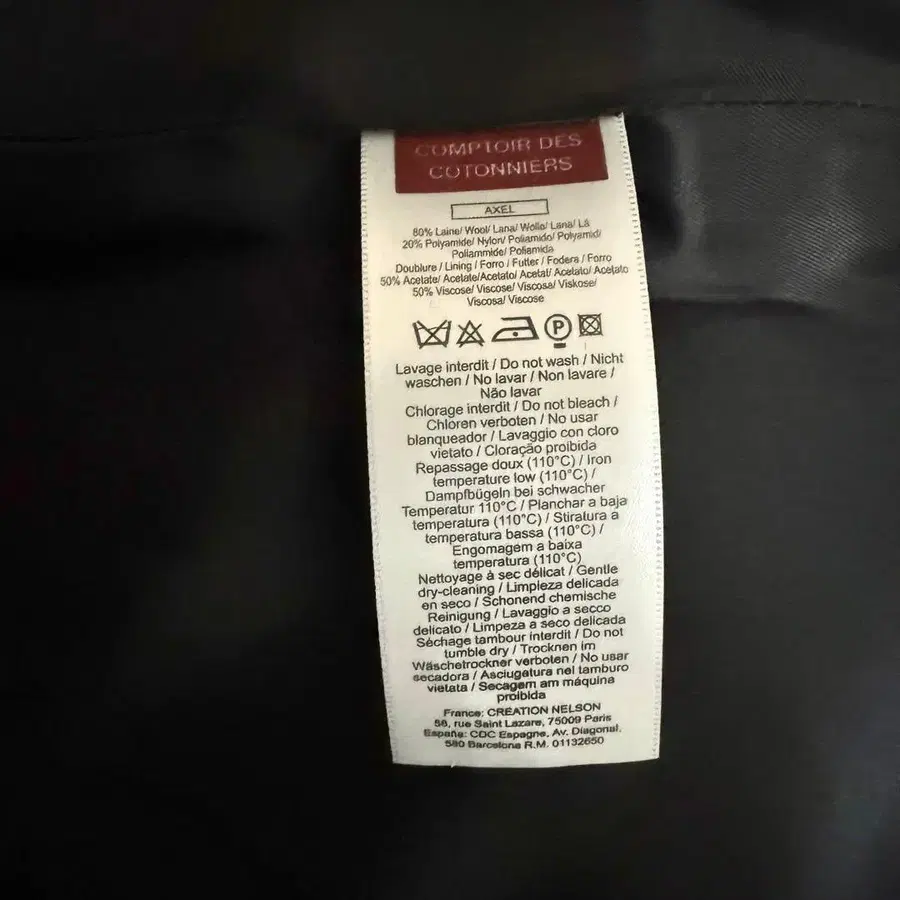 COMPTOIR DES
COTONNIERS
AXEL
80% Laine/ Wool/ Lana/ Wolle/ Lana/ Lã
20% Polyamide/ Nylon/ Poliamido/ Polyamid/
Poliammide/ Poliamida
Doublure / Lining / Forro / Futter / Fodera / Forro
50% Acetate/ Acetate/Acetato/ Acetat/ Acetato/ Acetato
50% Viscose/ Viscose/ Viscosa/ Viskose/
Viscosa/ Viscose
P
Lavage interdit / Do not wash / Nicht
waschen / No lavar / Non lavare /
Não lavar
Chlorage interdit / Do not bleach /
Chloren verboten / No usar
blanqueador / Lavaggio con cloro
vietato / Cloração proibida
Repassage doux (110°C) / Iron
temperature low (110°C) /
Dampfbügeln bei schwacher
Temperatur 110°C / Planchar a baja
temperatura (110°C) / Stiratura a
temperatura bassa (110°C) /
Engomagem a baixa
temperatura (110°C)
Nettoyage à sec délicat / Gentle
dry-cleaning / Limpieza delicada
en seco / Schonend chemische
Reinigung / Lavaggio a secco
delicato / Limpeza a seco delicada
Séchage tambour interdit / Do not
tumble dry / Trocknen im
Wäschetrockner verboten / No usar
secadora / Asciugatura nel tamburo
vietata / Secagem am máquina
proibida
France: CREATION NELSON
58, rue Saint Lazare, 75009 Paris
España: CDC Espagne, Av. Diagonal,
580 Barcelona R.M. 01132650